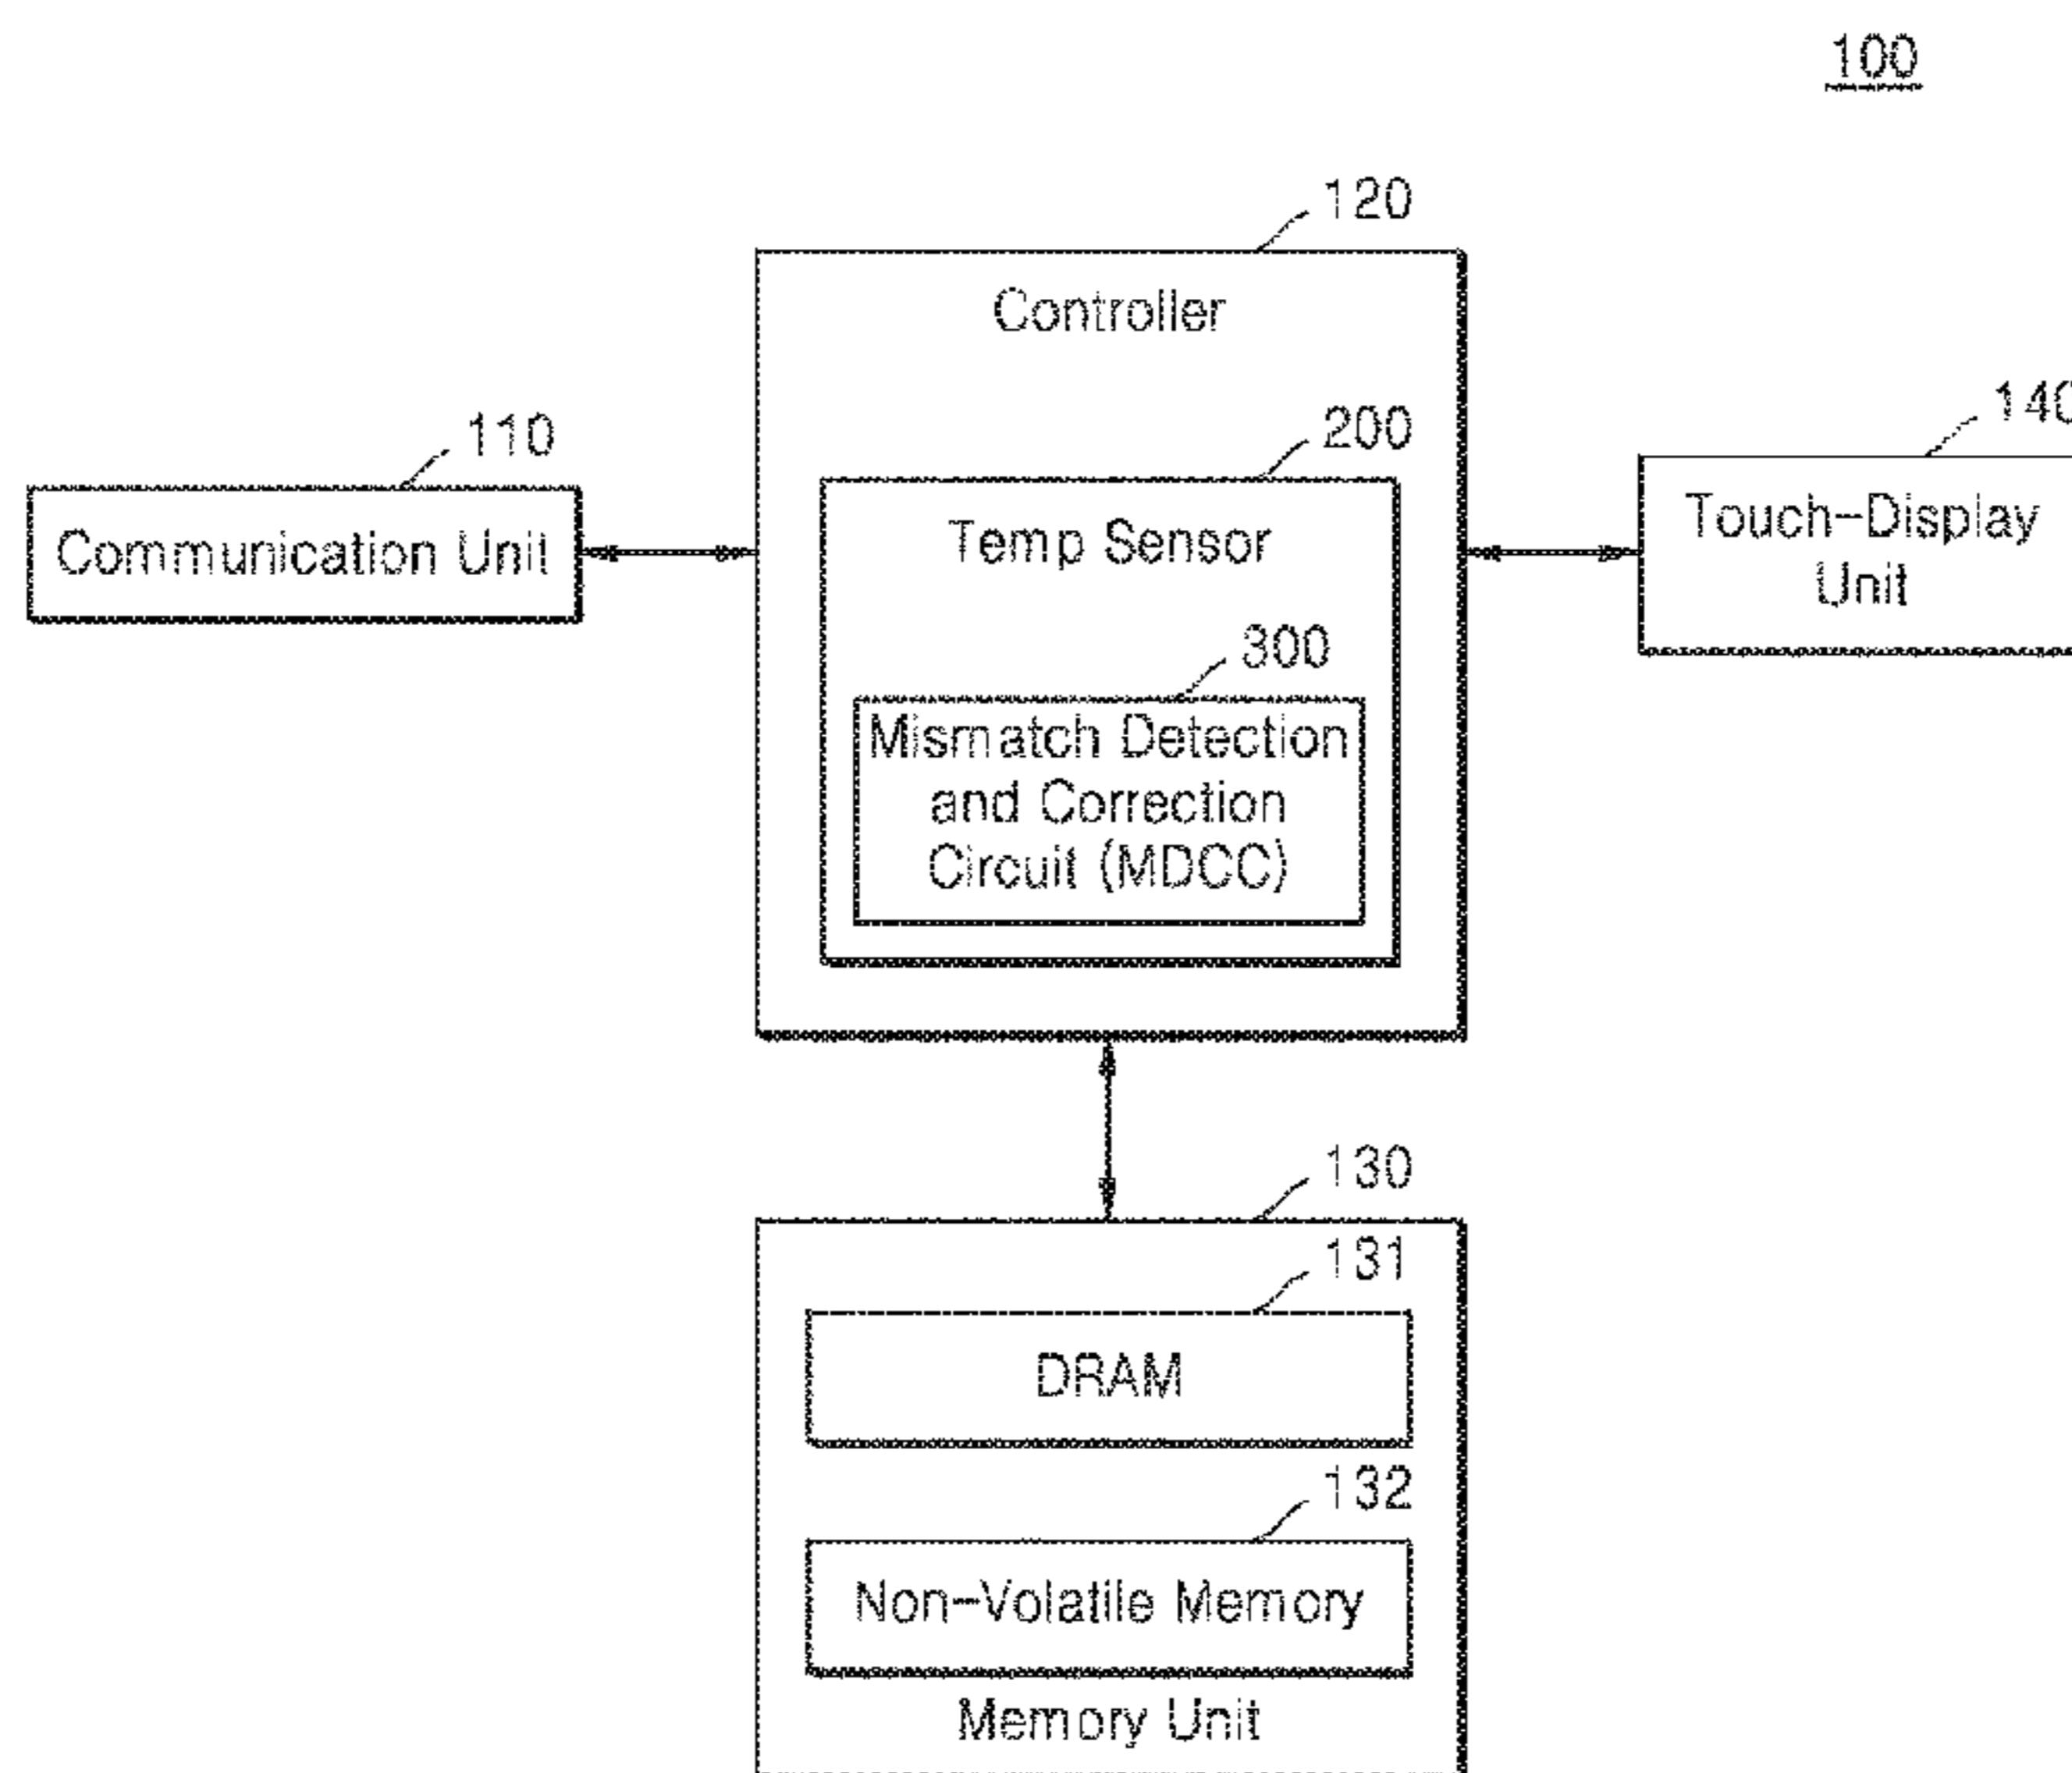 100
120
Controller
110
Communication Unit
200
Temp Sensor
140
Touch-Display
Unit
300
Mismatch Detection
and Correction
Circuit (MDCC)
130
131
DRAM
132
Non-Volatile Memory
Memory Unit